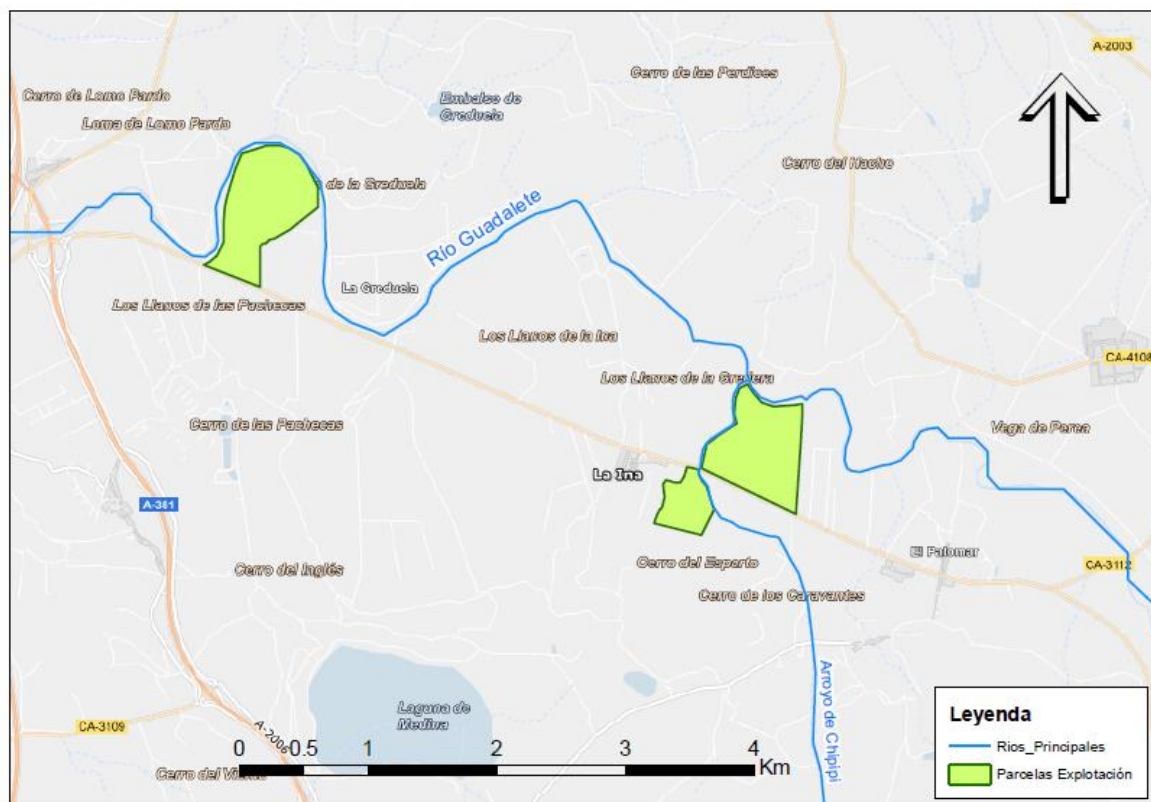 A-2003
Cerro de las Perdices
Cerro de Lomo Pardo
Embalse de
Greduela
Loma de Lomo Pardo
Cerro del Hacho
de la Greduela
Río Guadalete
La Greduela
Los Llanos de las Pachecas
Los Llanos de la Ina
CA-4108
Los Llanos de la Gredera
Cerro de las Pachecas
Vega de Perea
La Ina
A-381
El Palomar
Cerro del Inglés
Cerro del Esparto
CA-3112
Cerro de los Caravantes
Arroyo de Chipipi
Laguna de
Medina
CA-3109
A-2006
0 0.5 1 2 3 4
Km
Leyenda
Rios_Principales
Parcelas Explotación